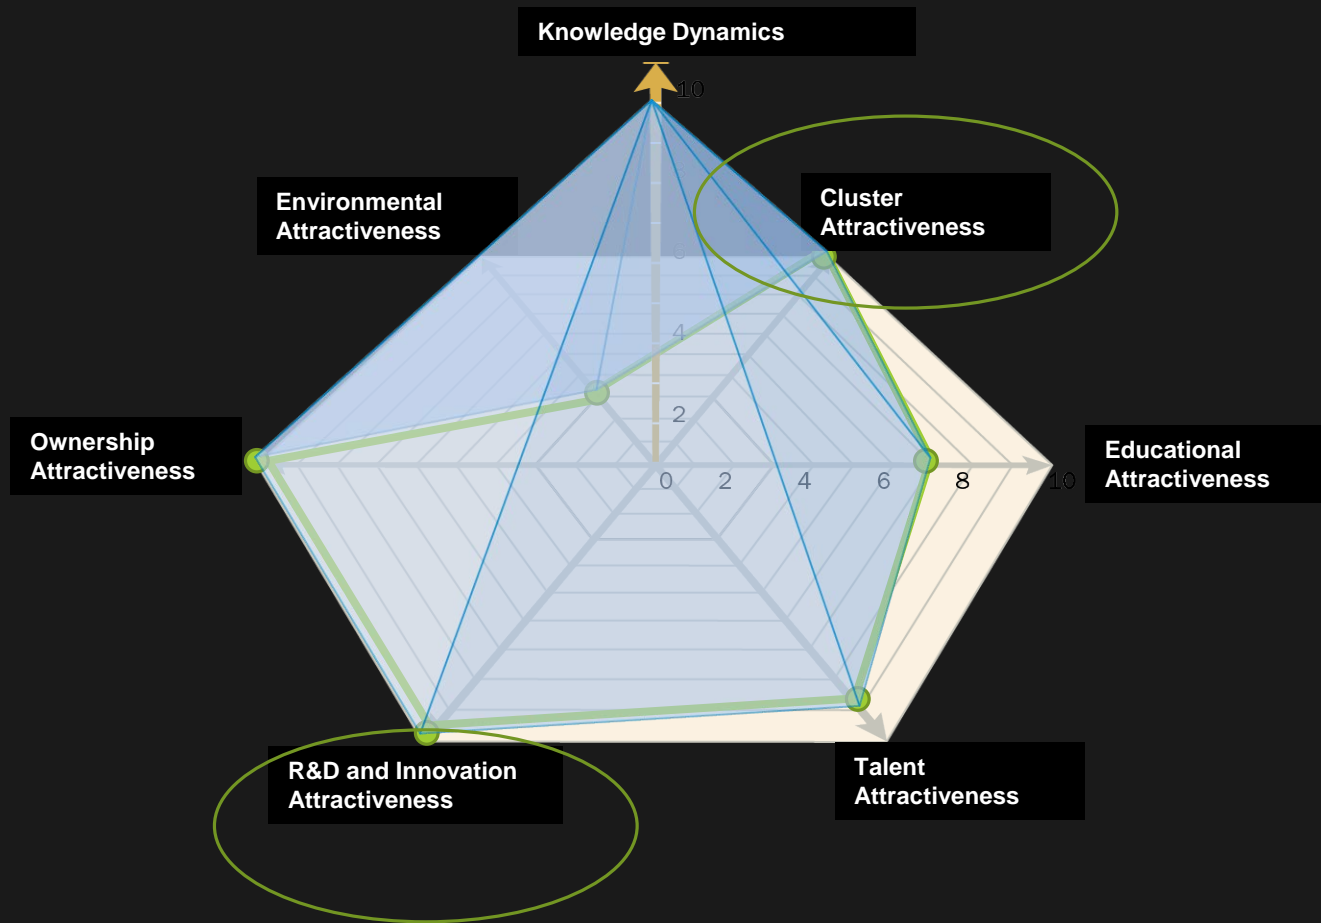 Knowledge Dynamics
10
Environmental
Attractiveness
Cluster
Attractiveness
4
2
Ownership
Attractiveness
Educational
Attractiveness
0 2 4 6 8 10
R&D and Innovation
Attractiveness
Talent
Attractiveness